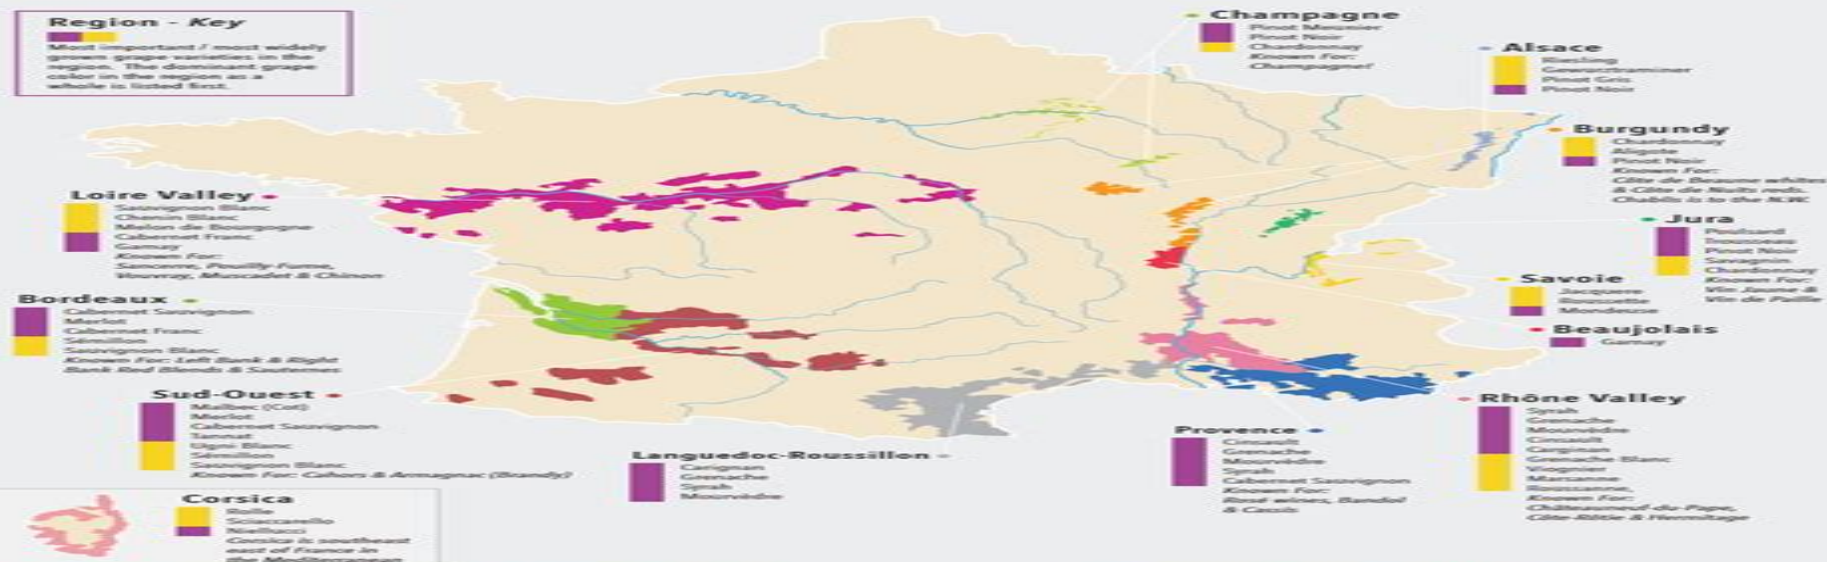 Region - Key
Most important / most widely
grown grape varieties in the
region. The dominant grape
color in the region as a
whole is listed first.
Champagne
Pinot Meunier
Pinot Noir
Chardonnay
Known For:
Champagne!
Alsace
Riesling
Gewurztraminer
Pinot Gris
Pinot Noir
Burgundy
Chardonnay
Aligote
Pinot Noir
Known For:
Côte de Beaune whites
& Côte de Nuits reds.
Chablis is to the N.W.
Loire Valley
Sauvignon Blanc
Chenin Blanc
Melon de Bourgogne
Cabernet Franc
Gamay
Known For:
Sancerre, Pouilly-Fume,
Vouvray, Muscadet & Chinon
Jura
Poulsard
Trousseau
Pinot Noir
Savagnin
Chardonnay
Known For:
Vin Jaune &
Vin de Paille
Savoie
Jacquere
Roussette
Mondeuse
Bordeaux
Cabernet Sauvignon
Merlot
Cabernet Franc
Sémillon
Sauvignon Blanc
Known For: Left Bank & Right
Bank Red Blends & Sauternes
Beaujolais
Gamay
Sud-Ouest
Malbec (Cot)
Merlot
Cabernet Sauvignon
Tannat
Ugni Blanc
Sémillon
Sauvignon Blanc
Known For: Cahors & Armagnac (Brandy)
Languedoc-Roussillon
Carignan
Grenache
Syrah
Mourvèdre
Provence
Cinsault
Grenache
Mourvèdre
Syrah
Cabernet Sauvignon
Known For:
Rosé wines, Bandol
& Cassis
Rhône Valley
Syrah
Grenache
Mourvèdre
Cinsault
Carginan
Grenache Blanc
Viognier
Marsanne
Roussanne,
Known For:
Châteauneuf-du-Pape,
Côte-Rôtie & Hermitage
Corsica
Rolle
Sciaccarello
Niellucci
Corsica is southeast
east of France in
the Mediterranean